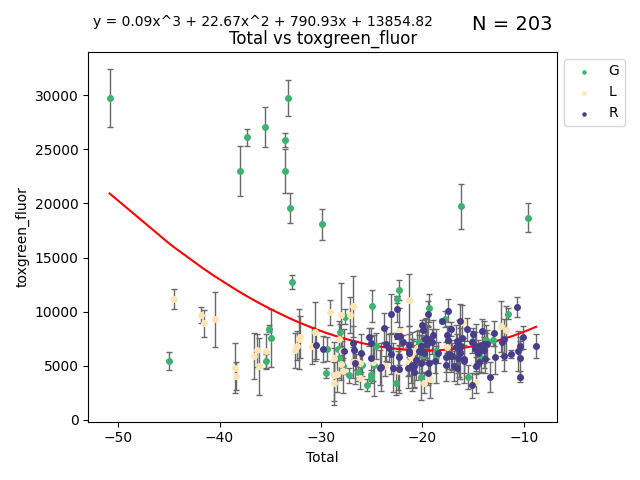 y = 0.09x^3 + 22.67x^2 + 790.93x + 13854.82
N = 203
Total vs toxgreen_fluor
G
L
R
30000
25000
20000
15000
10000
5000
0
toxgreen_fluor
−50
−40
−30
−20
−10
Total